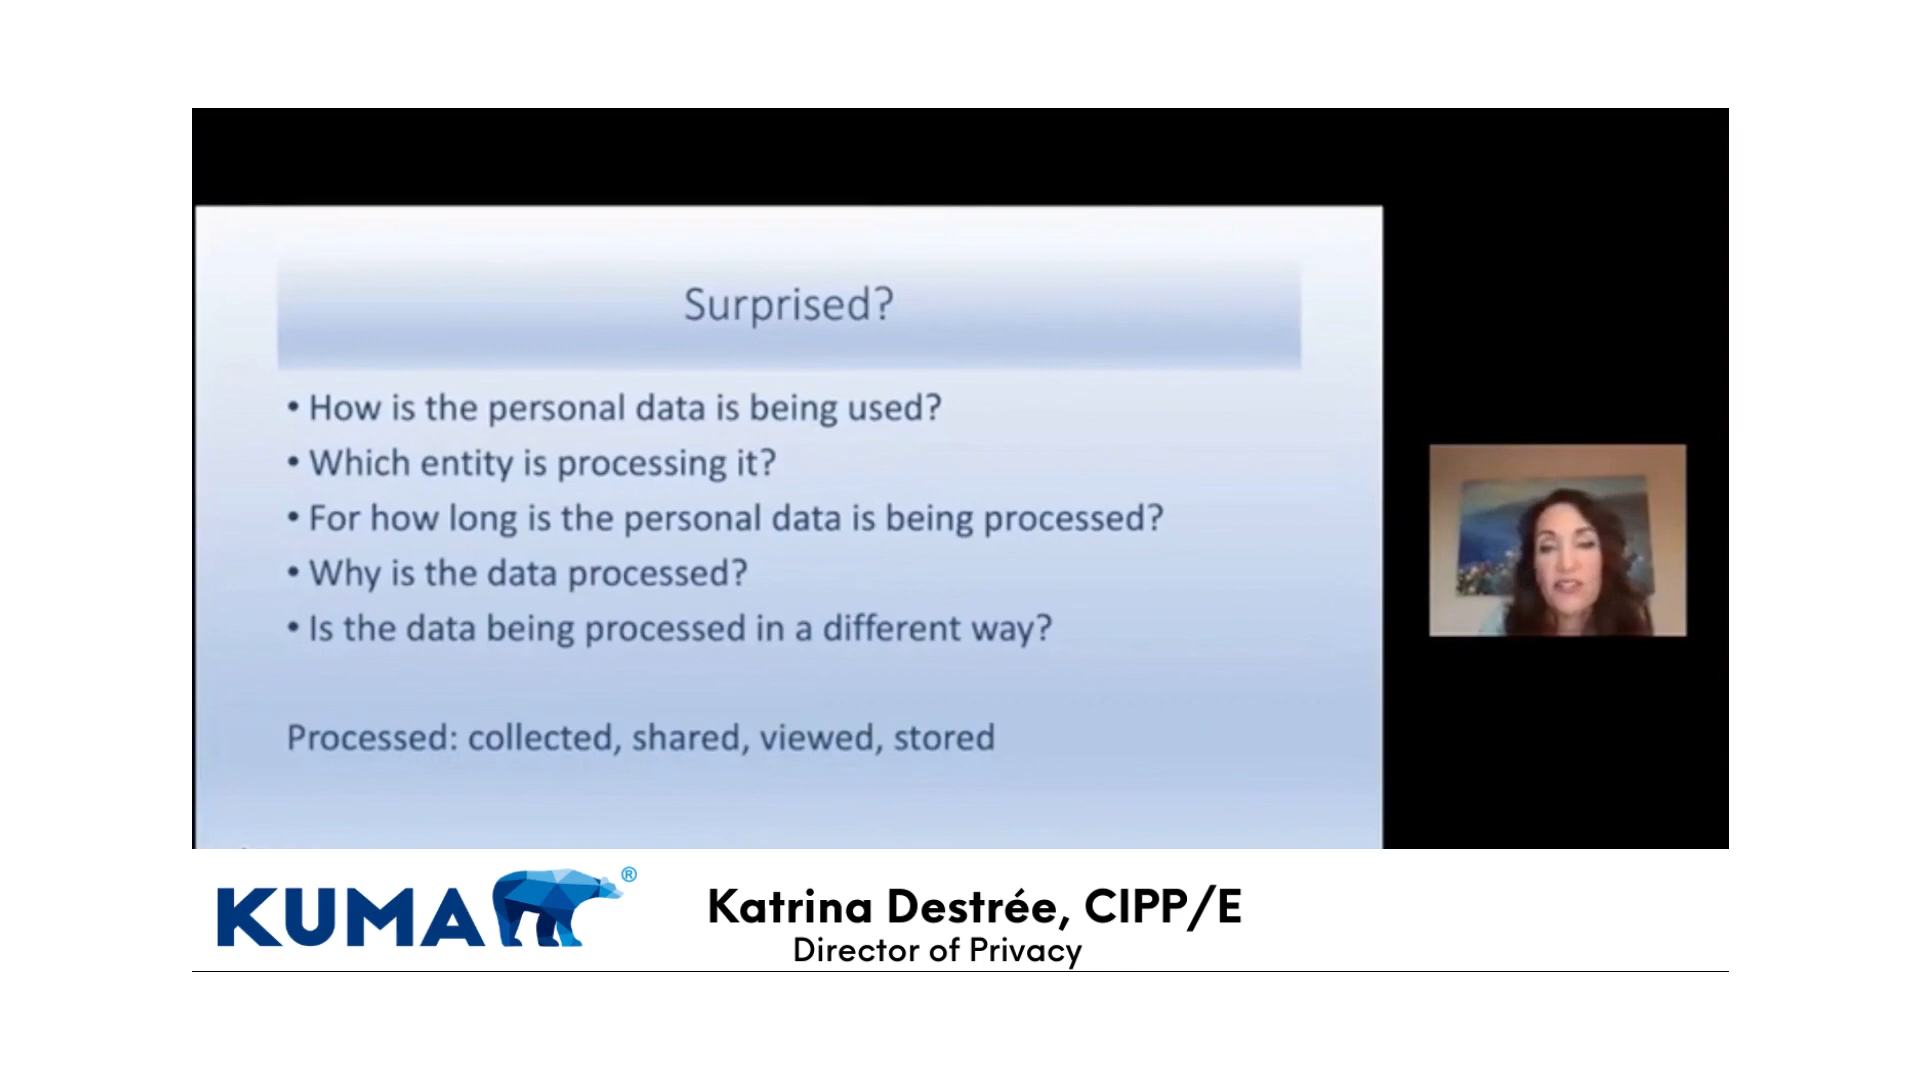 Surprised?
• How is the personal data is being used?
• Which entity is processing it?
• For how long is the personal data is being processed?
• Why is the data processed?
• Is the data being processed in a different way?
Processed: collected, shared, viewed, stored
KUMA®
Katrina Destrée, CIPP/E
Director of Privacy